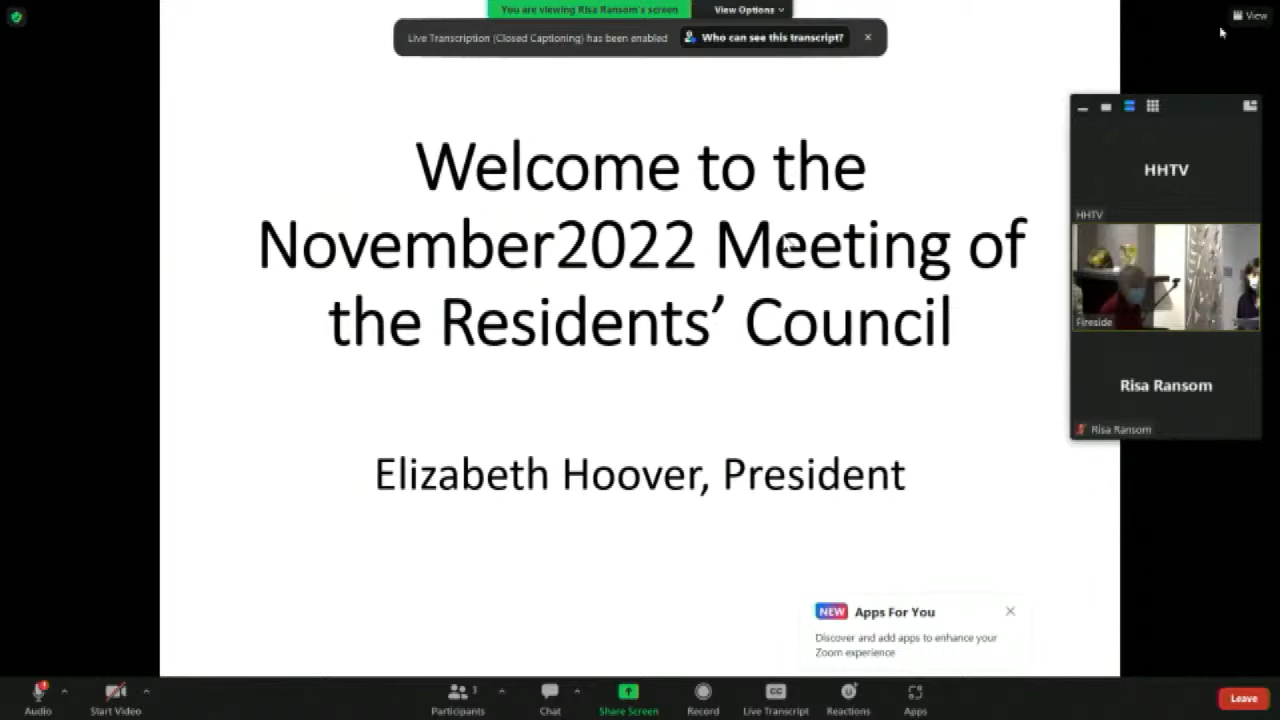 You are viewing Risa Ransom's screen
View Options
View
Live Transcription (Closed Captioning) has been enabled
Who can see this transcript?
Welcome to the
November2022 Meeting of
the Residents’ Council
Elizabeth Hoover, President
HHTV
HHTV
Fireside
Risa Ransom
Risa Ransom
NEW Apps For You
Discover and add apps to enhance your
Zoom experience
Audio
Start Video
Participants
3
Chat
Share Screen
Record
CC
Live Transcript
Reactions
Apps
Leave